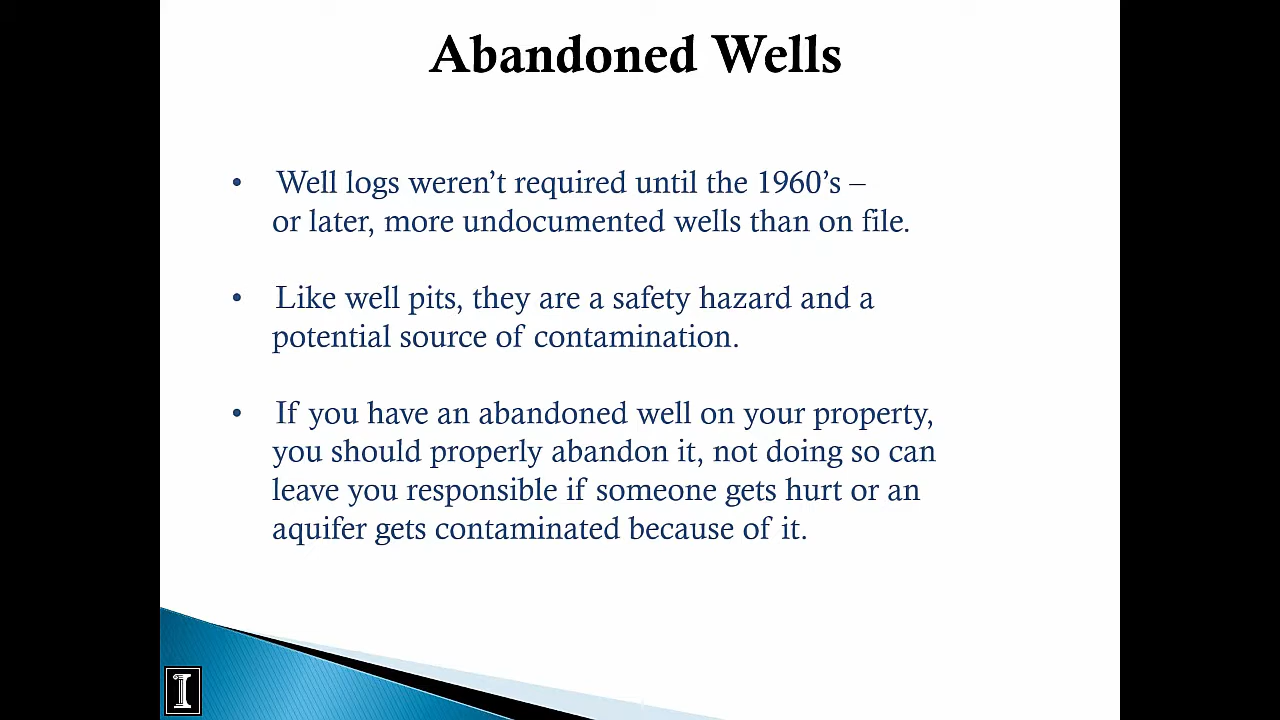 Abandoned Wells
• Well logs weren’t required until the 1960’s –
or later, more undocumented wells than on file.
• Like well pits, they are a safety hazard and a
potential source of contamination.
• If you have an abandoned well on your property,
you should properly abandon it, not doing so can
leave you responsible if someone gets hurt or an
aquifer gets contaminated because of it.
I